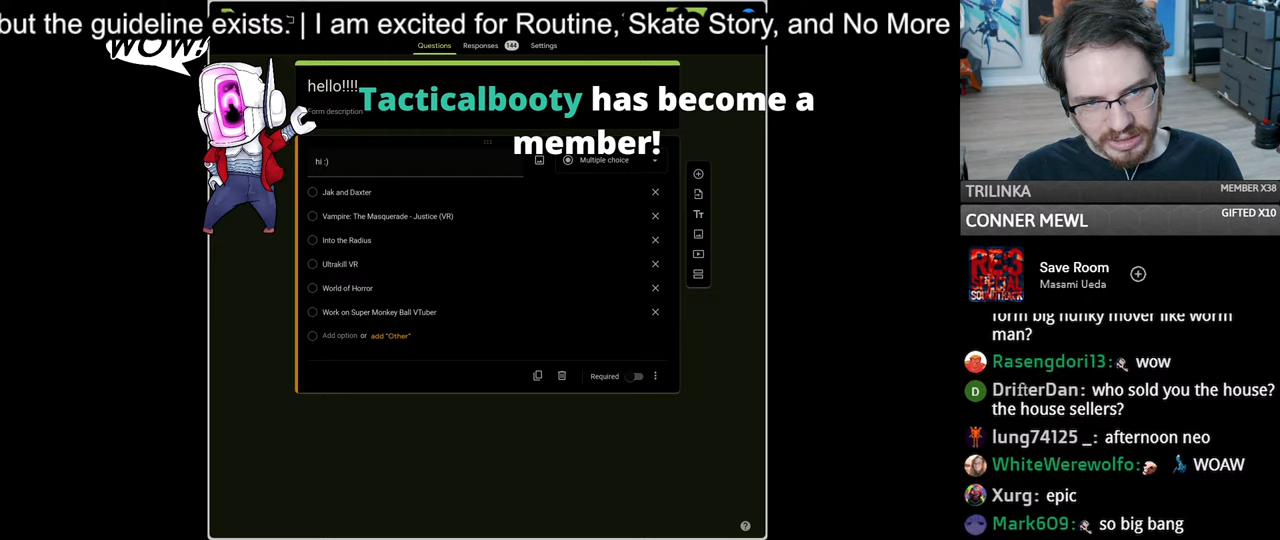 but the guideline exists. | I am excited for Routine, Skate Story, and No More
WOW!
Questions
Responses
144
Settings
hello!!!!
Form description
Tacticalbooty has become a
member!
hi :)
Multiple choice
Jak and Daxter
Vampire: The Masquerade - Justice (VR)
Into the Radius
Ultrakill VR
World of Horror
Work on Super Monkey Ball VTuber
Add option or add "Other"
Required
Tт
TRILINKA
MEMBER X38
CONNER MEWL
GIFTED X10
RE:3
SPECIAL
SOUNDTRACK
Save Room
Masami Ueda
form big hunky mover like worm
man?
Rasengdori13: wow
DrifterDan: who sold you the house?
the house sellers?
lung74125_: afternoon neo
WhiteWerewolfo: WOAW
Xurg: epic
Mark609: so big bang